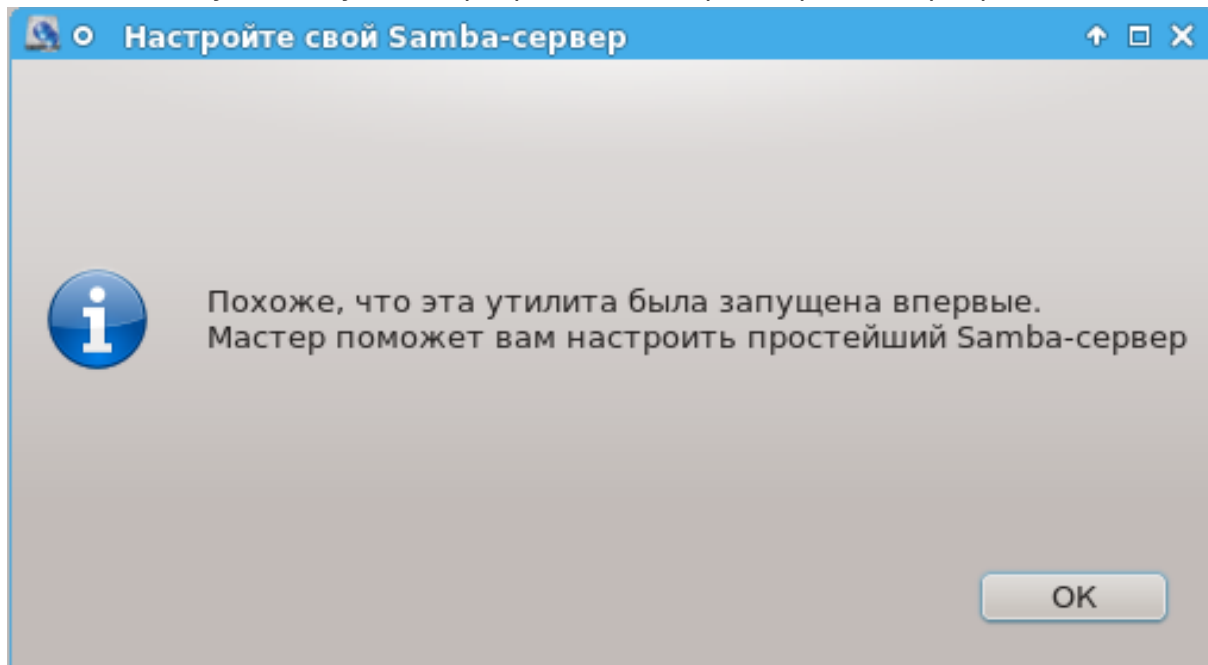 Настройте свой Samba-сервер
Похоже, что эта утилита была запущена впервые.
Мастер поможет вам настроить простейший Samba-сервер
OK